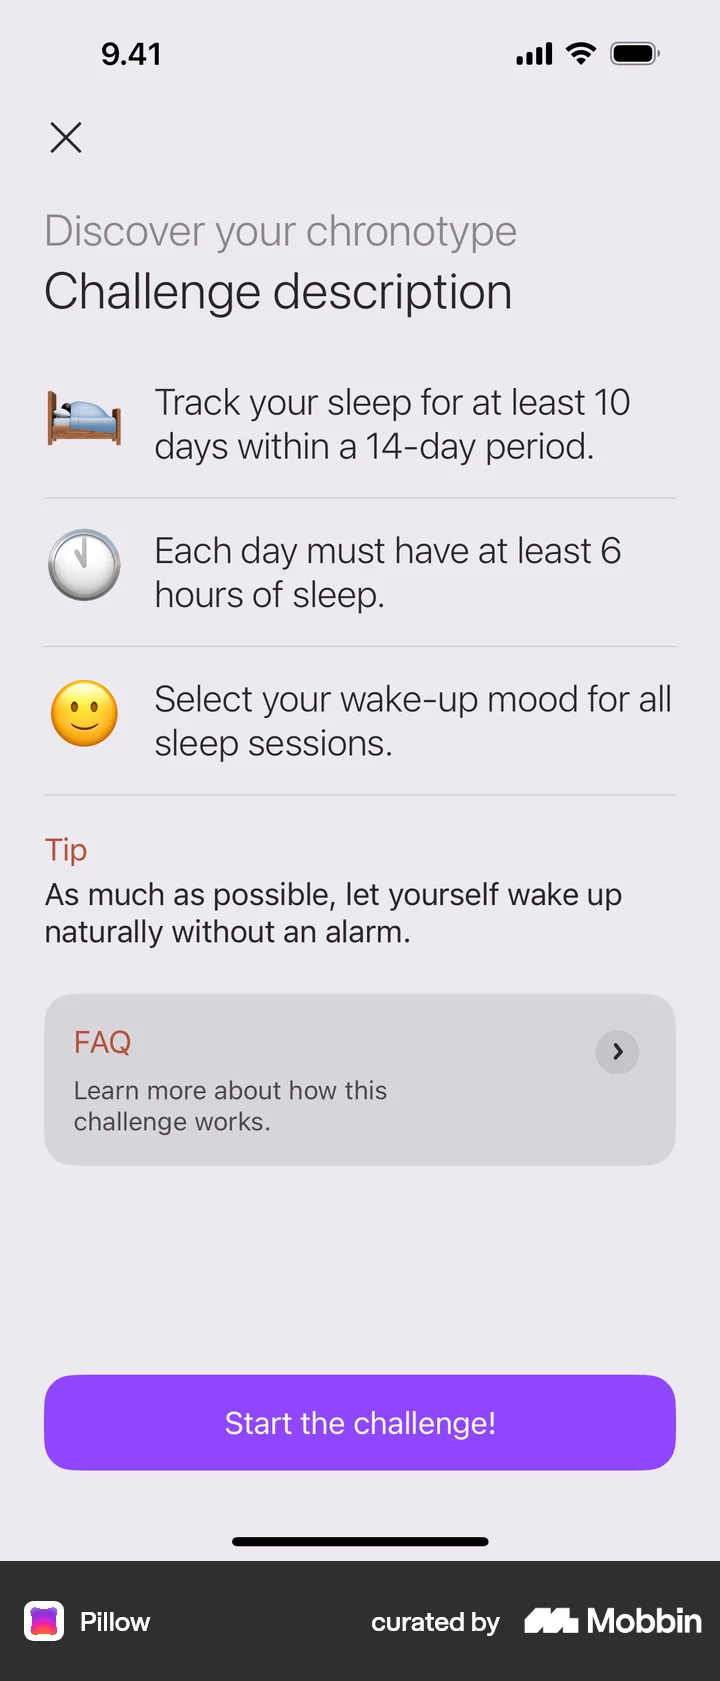 9.41
Discover your chronotype
Challenge description
Track your sleep for at least 10
days within a 14-day period.
Each day must have at least 6
hours of sleep.
Select your wake-up mood for all
sleep sessions.
Tip
As much as possible, let yourself wake up
naturally without an alarm.
FAQ
Learn more about how this
challenge works.
Start the challenge!
Pillow
curated by Mobbin